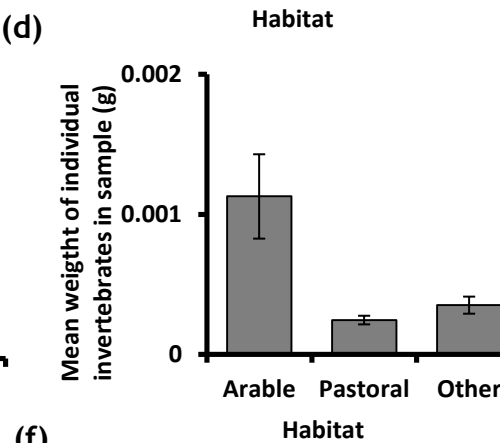 (d)
Habitat
Mean weigtht of individual
invertebrates in sample (g)
0.002
0.001
0
Arable Pastoral Other
Habitat
(f)